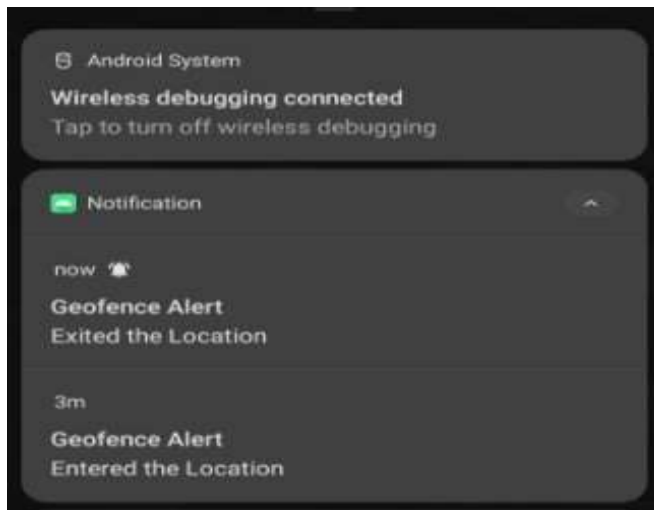 Android System
Wireless debugging connected
Tap to turn off wireless debugging
Notification
now
Geofence Alert
Exited the Location
3m
Geofence Alert
Entered the Location